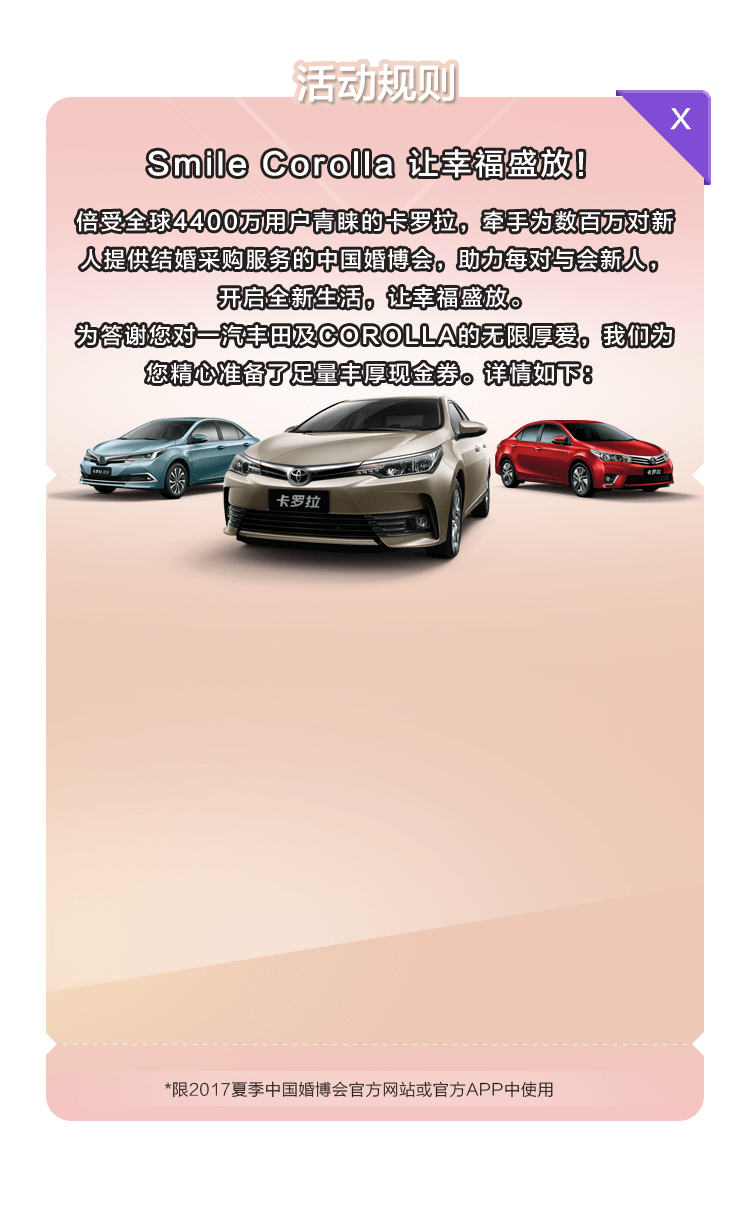 活动规则
X
Smile Corolla 让幸福盛放！
倍受全球4400万用户青睐的卡罗拉，牵手为数百万对新
人提供结婚采购服务的中国婚博会，助力每对与会新人，
开启全新生活，让幸福盛放。
为答谢您对一汽丰田及COROLLA的无限厚爱，我们为
您精心准备了足量丰厚现金券。详情如下：
卡罗拉
卡罗拉
*限2017夏季中国婚博会官方网站或官方APP中使用